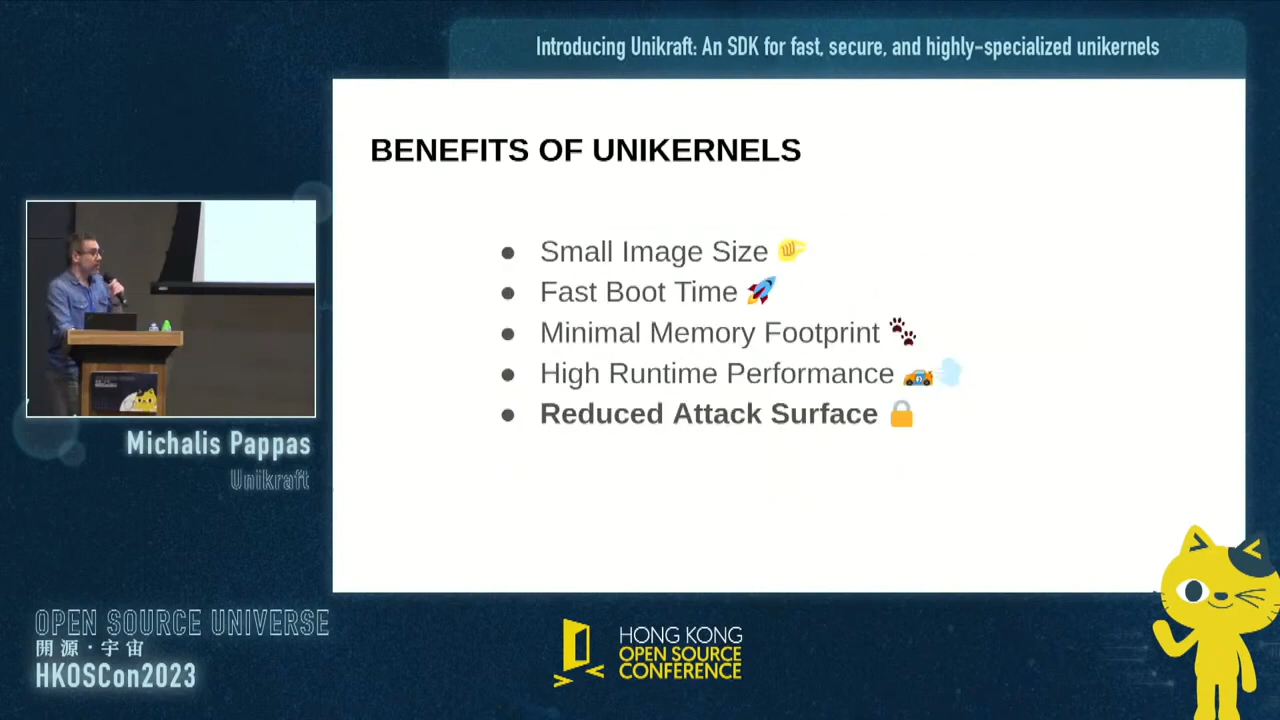 Introducing Unikraft: An SDK for fast, secure, and highly-specialized unikernels
BENEFITS OF UNIKERNELS
● Small Image Size
● Fast Boot Time
● Minimal Memory Footprint
● High Runtime Performance
● Reduced Attack Surface
Michalis Pappas
Unikraft
OPEN SOURCE UNIVERSE
開源·宇宙
HKOSCon2023
HONG KONG
OPEN SOURCE
CONFERENCE